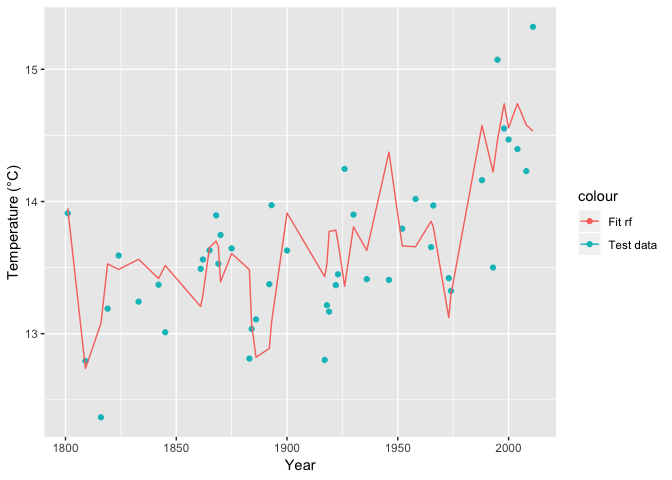 15
14
13
Temperature (°C)
1800 1850 1900 1950 2000
Year
colour
Fit rf
Test data